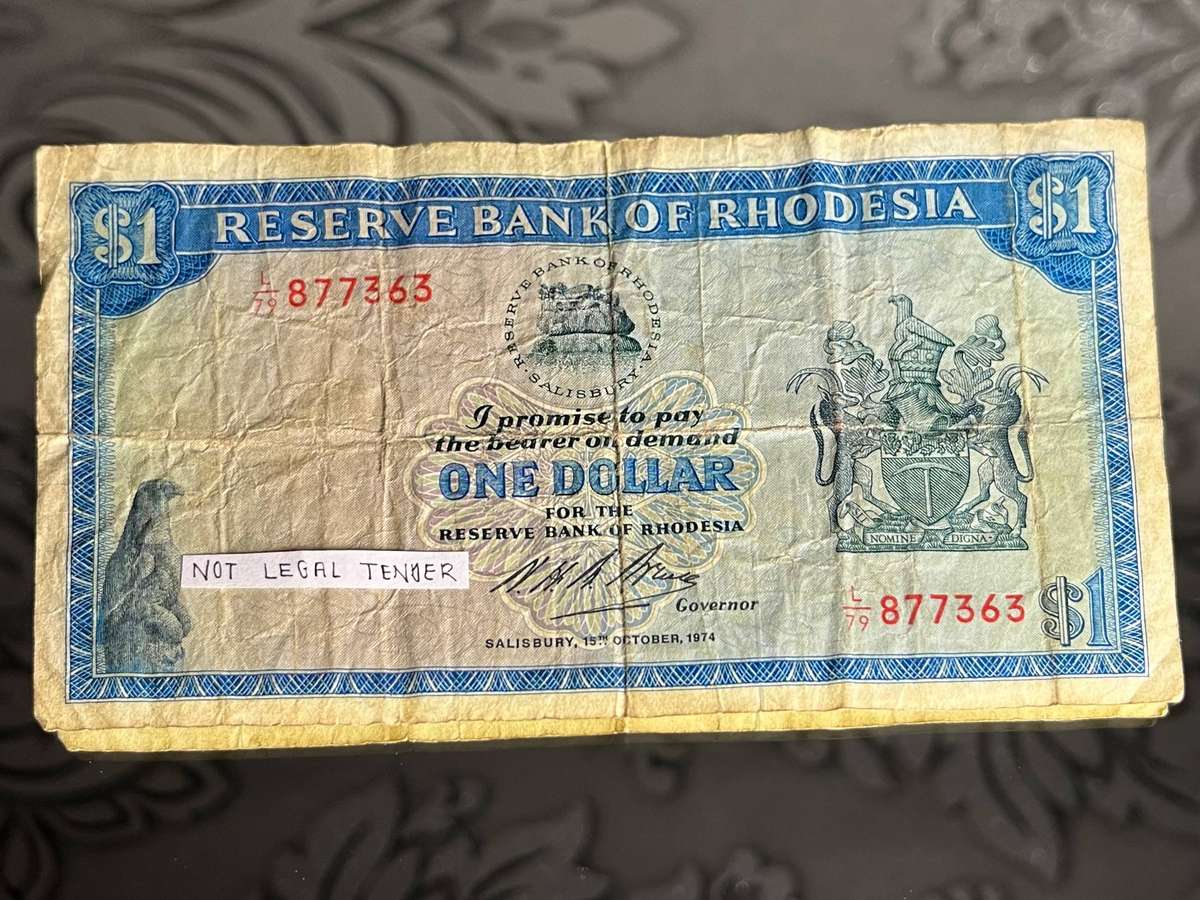 $1 RESERVE BANK OF RHODESIA $1
L/79 877363
RESERVE BANK OF RHODESIA · SALISBURY ·
I promise to pay
the bearer on demand
ONE DOLLAR
FOR THE
RESERVE BANK OF RHODESIA
NOMINE DIGNA
NOT LEGAL TENDER
Governor
L/79 877363 $1
SALISBURY, 15TH OCTOBER, 1974